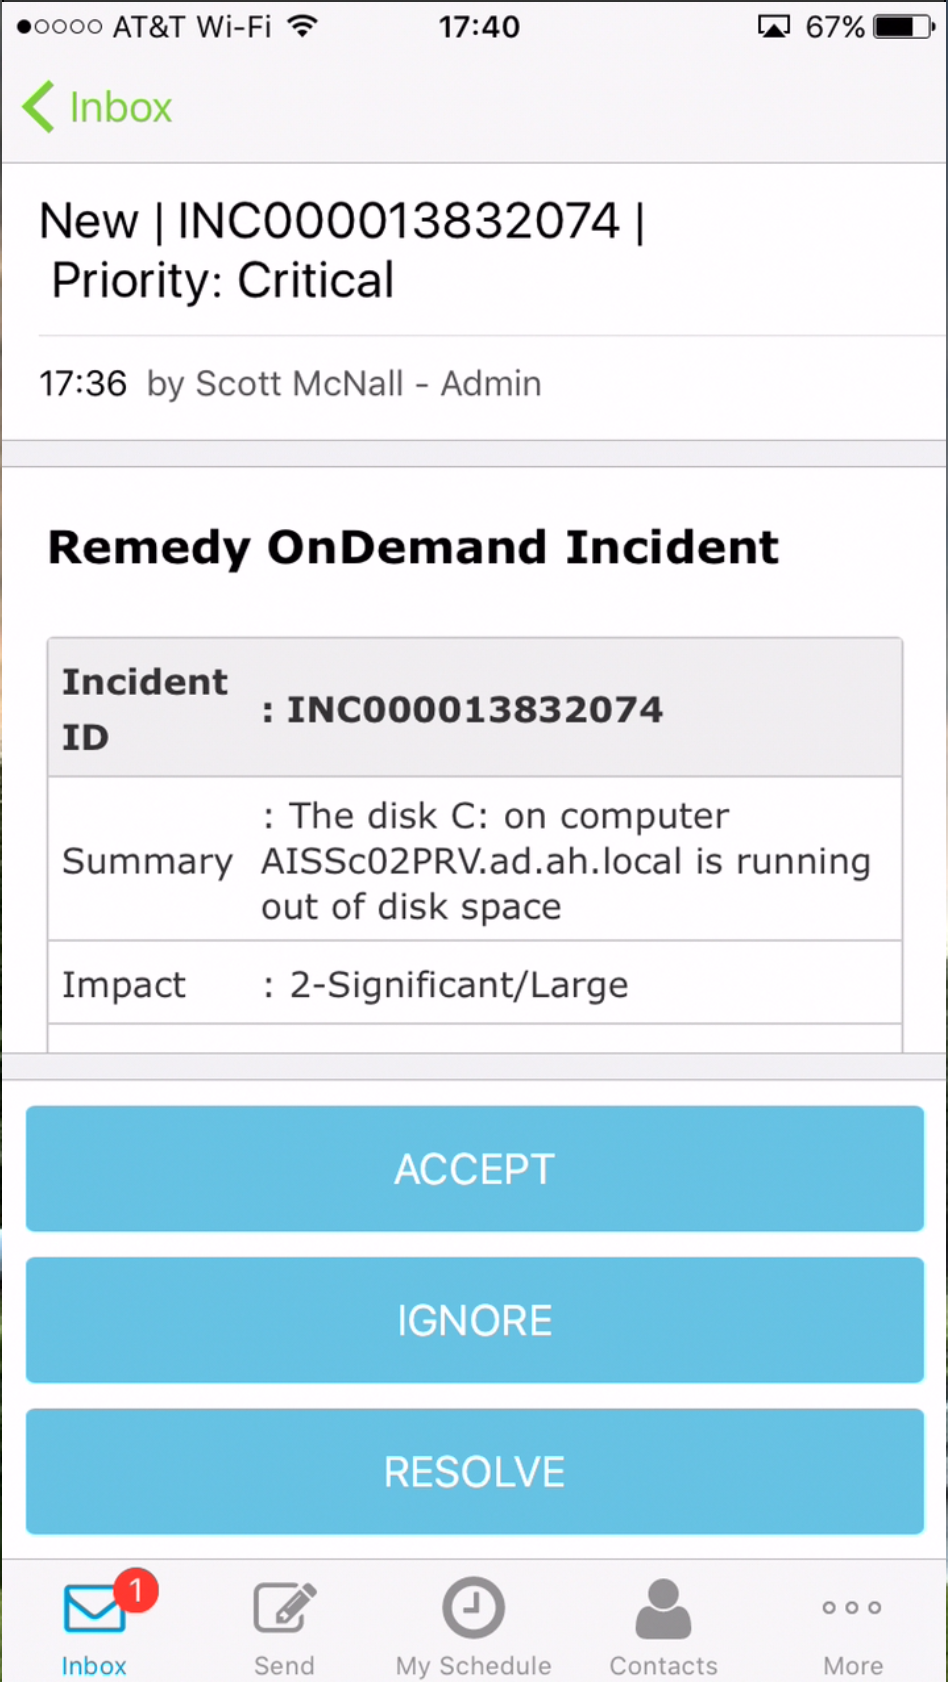 AT&T Wi-Fi 17:40 67%
Inbox
New | INC000013832074 |
Priority: Critical
17:36 by Scott McNall - Admin
Remedy OnDemand Incident
Incident
ID : INC000013832074
Summary : The disk C: on computer
AISSc02PRV.ad.ah.local is running
out of disk space
Impact : 2-Significant/Large
ACCEPT
IGNORE
RESOLVE
1
Inbox Send My Schedule Contacts More